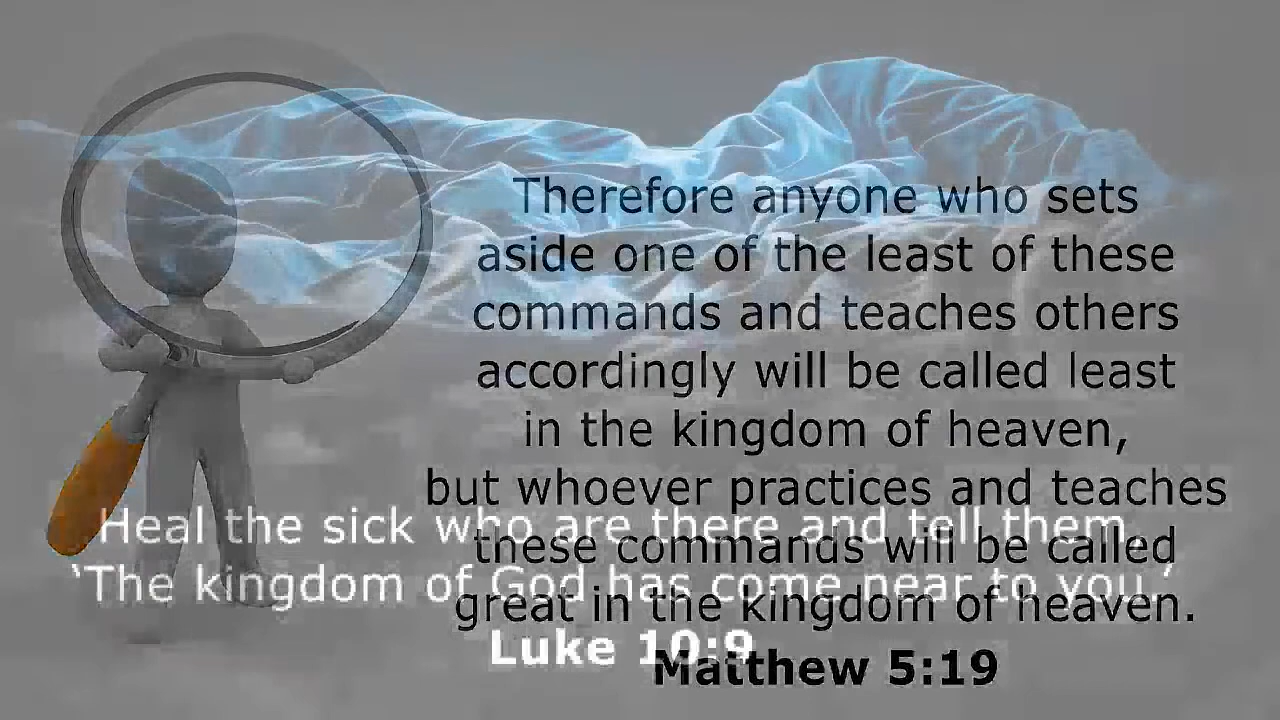 Therefore anyone who sets
aside one of the least of these
commands and teaches others
accordingly will be called least
in the kingdom of heaven,
but whoever practices and teaches
these commands will be called
great in the kingdom of heaven.
Matthew 5:19
Heal the sick who are there and tell them,
‘The kingdom of God has come near to you.’
Luke 10:9